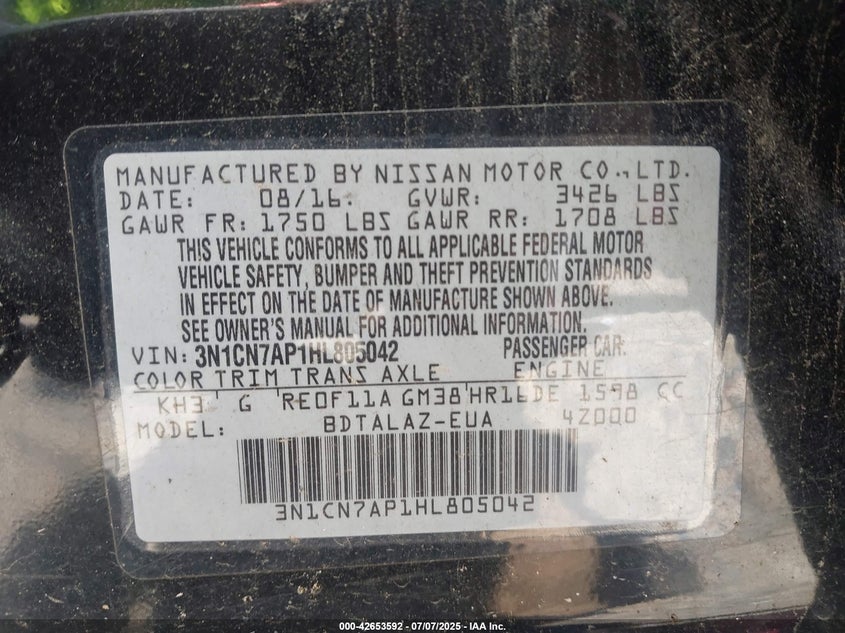 MANUFACTURED BY NISSAN MOTOR CO., LTD.
DATE: 08/16 GVWR: 3426 LBS
GAWR FR: 1750 LBS GAWR RR: 1708 LBS
THIS VEHICLE CONFORMS TO ALL APPLICABLE FEDERAL MOTOR
VEHICLE SAFETY, BUMPER AND THEFT PREVENTION STANDARDS
IN EFFECT ON THE DATE OF MANUFACTURE SHOWN ABOVE.
SEE OWNER'S MANUAL FOR ADDITIONAL INFORMATION.
VIN: 3N1CN7AP1HL805042 PASSENGER CAR:
COLOR TRIM TRANS AXLE ENGINE
KH3 G RE0F11A GM38 HR16DE 1598 CC
MODEL: BDTALAZ-EUA 4Z000
3N1CN7AP1HL805042
000-42653592 - 07/07/2025 - IAA Inc.